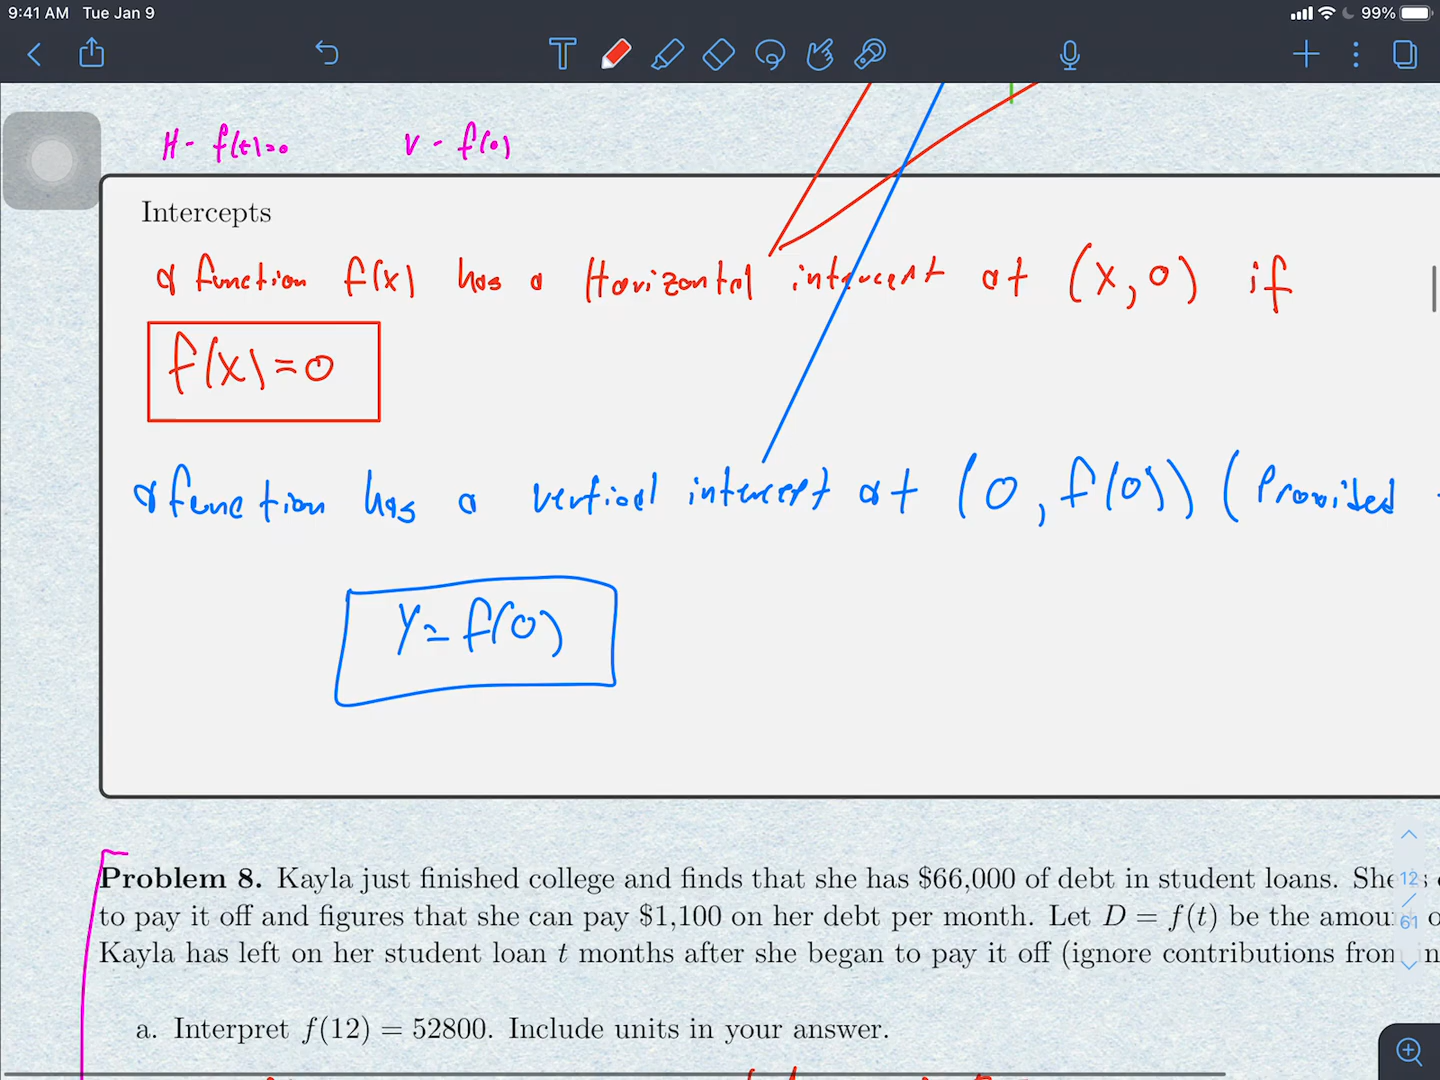 9:41 AM Tue Jan 9
99%
H - f(t)=0 V - f(0)
Intercepts
a function f(x) has a Horizontal intercept at (x,0) if
f(x)=0
a function has a vertical intercept at (0, f(0)) (Provided
y= f(0)
Problem 8. Kayla just finished college and finds that she has $66,000 of debt in student loans. She
to pay it off and figures that she can pay $1,100 on her debt per month. Let D = f(t) be the amou
Kayla has left on her student loan t months after she began to pay it off (ignore contributions from
12
/
61
a. Interpret f(12) = 52800. Include units in your answer.